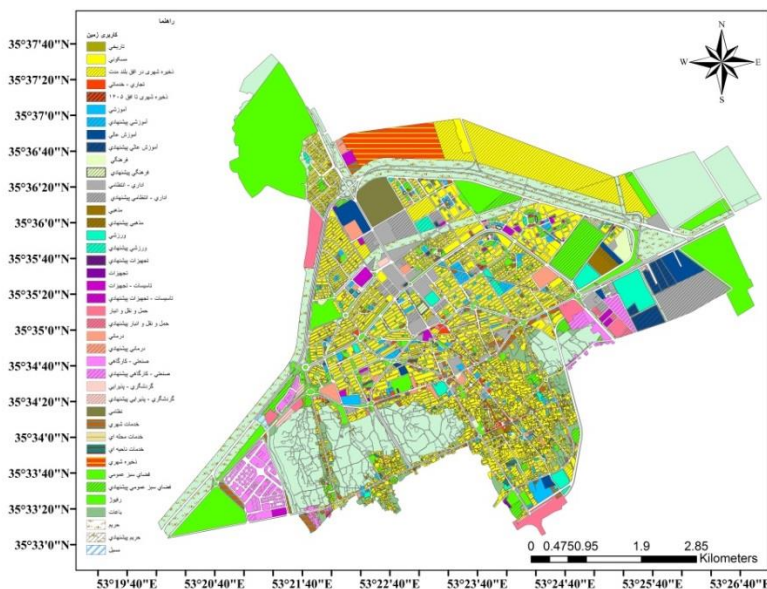 راهنما
کاربری زمین
تاریخی
مسکونی
ذخیره شهری در افق بلند مدت
تجاری - خدماتی
ذخیره شهری تا افق ۱۴۰۵
آموزشی
آموزشی پیشنهادی
آموزش عالی
آموزش عالی پیشنهادی
فرهنگی
فرهنگی پیشنهادی
اداری - انتظامی
اداری - انتظامی پیشنهادی
مذهبی
مذهبی پیشنهادی
ورزشی
ورزشی پیشنهادی
تجهیزات پیشنهادی
تجهیزات
تاسیسات - تجهیزات
تاسیسات - تجهیزات پیشنهادی
حمل و نقل و انبار
حمل و نقل و انبار پیشنهادی
درمانی
درمانی پیشنهادی
صنعتی - کارگاهی
صنعتی - کارگاهی پیشنهادی
گردشگری - پذیرایی
گردشگری - پذیرایی پیشنهادی
نظامی
خدمات شهری
خدمات محله ای
خدمات ناحیه ای
ذخیره شهری
فضای سبز عمومی
فضای سبز عمومی پیشنهادی
رفیوژ
باغات
حریم
حریم پیشنهادی
مسیل
35°37'40"N
35°37'20"N
35°37'0"N
35°36'40"N
35°36'20"N
35°36'0"N
35°35'40"N
35°35'20"N
35°35'0"N
35°34'40"N
35°34'20"N
35°34'0"N
35°33'40"N
35°33'20"N
35°33'0"N
N
W E
S
0 0.475 0.95 1.9 2.85
Kilometers
53°19'40"E 53°20'40"E 53°21'40"E 53°22'40"E 53°23'40"E 53°24'40"E 53°25'40"E 53°26'40"E